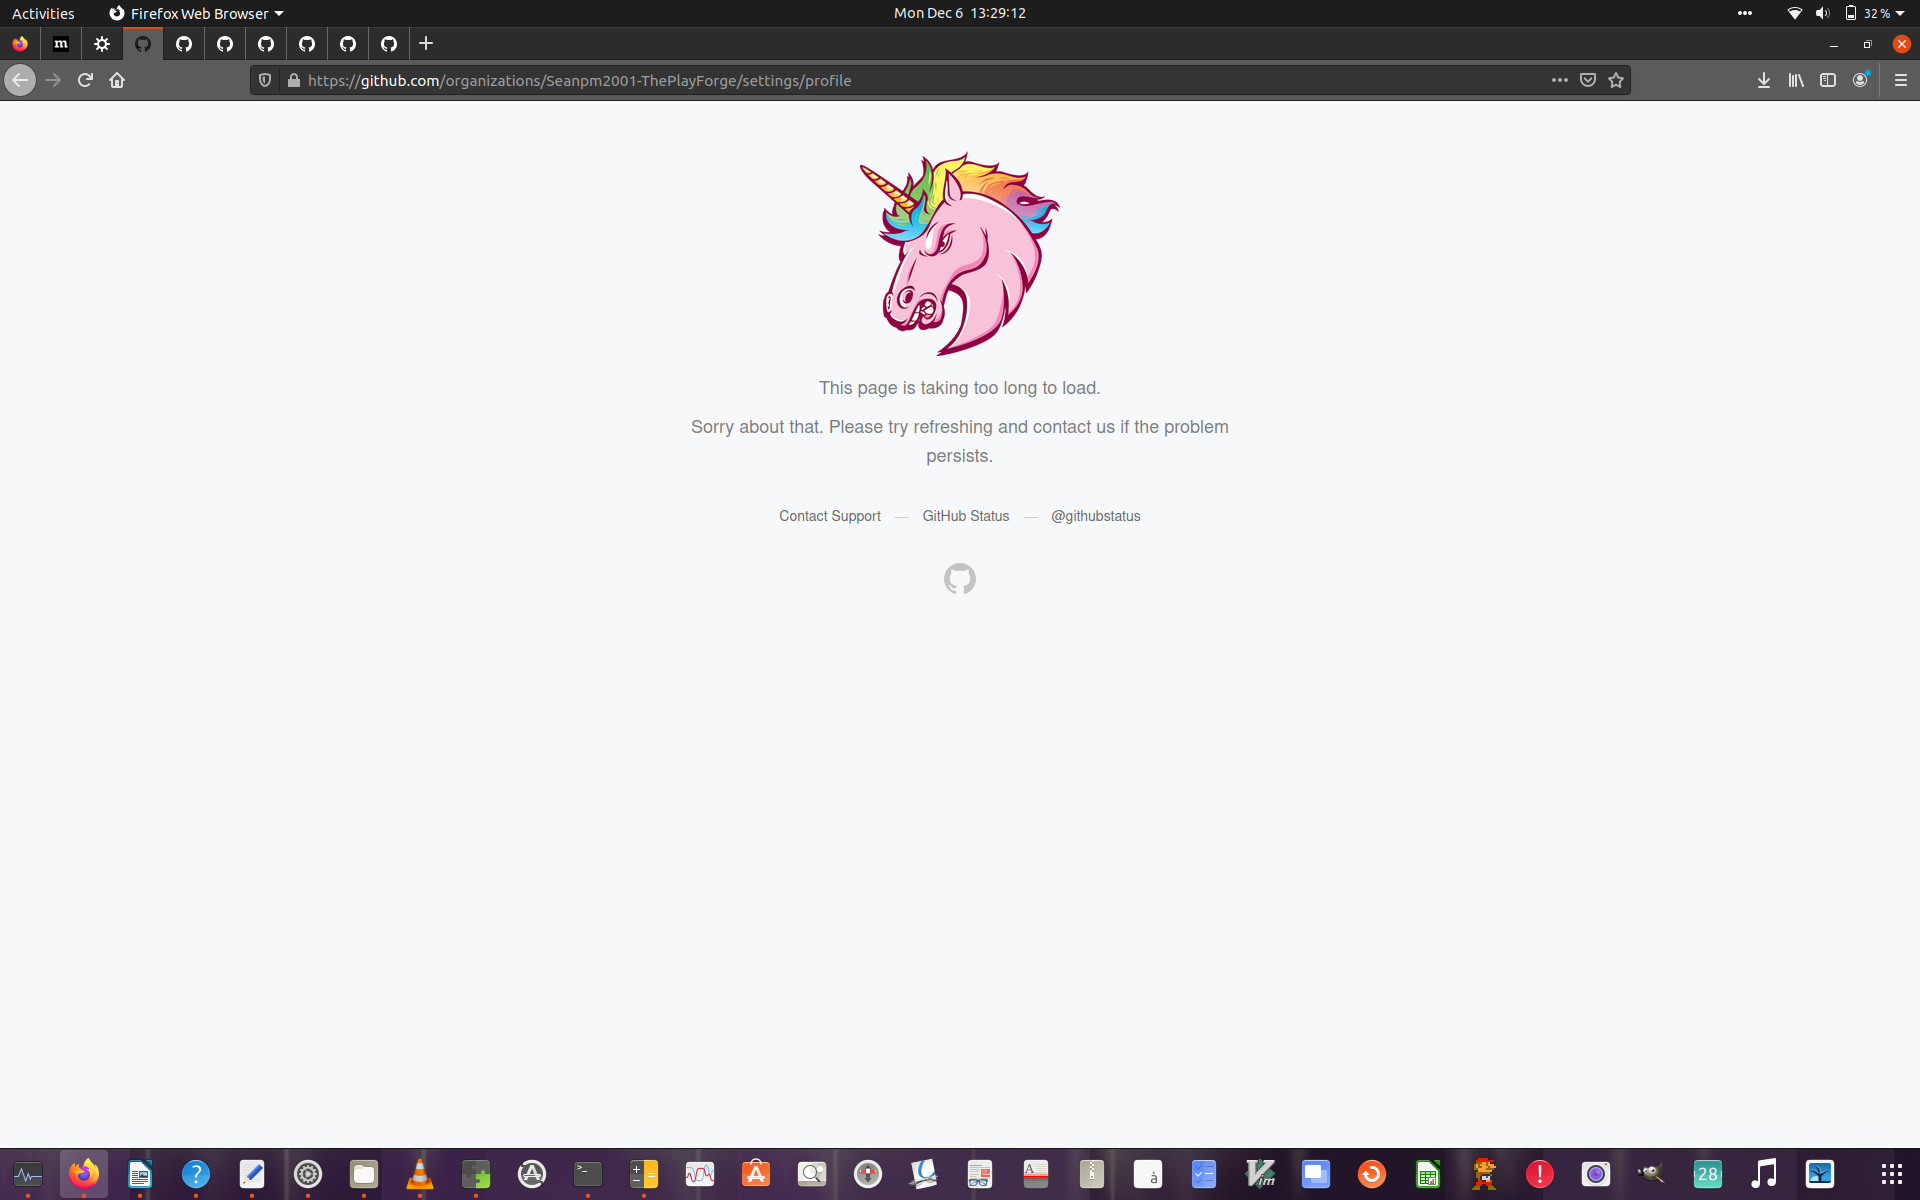 Activities
Firefox Web Browser
Mon Dec 6 13:29:12
32 %
m
https://github.com/organizations/Seanpm2001-ThePlayForge/settings/profile
This page is taking too long to load.
Sorry about that. Please try refreshing and contact us if the problem
persists.
Contact Support — GitHub Status — @githubstatus
?
>_
A
à
Vim
!
28